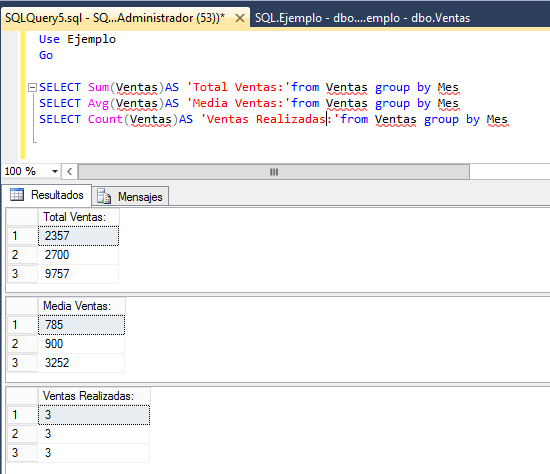 SQLQuery5.sql - SQ...Administrador (53))* SQL.Ejemplo - dbo....emplo - dbo.Ventas
Use Ejemplo
Go
SELECT Sum(Ventas)AS 'Total Ventas:'from Ventas group by Mes
SELECT Avg(Ventas)AS 'Media Ventas:'from Ventas group by Mes
SELECT Count(Ventas)AS 'Ventas Realizadas:'from Ventas group by Mes
100 %
Resultados Mensajes
Total Ventas:
1 2357
2 2700
3 9757
Media Ventas:
1 785
2 900
3 3252
Ventas Realizadas:
1 3
2 3
3 3